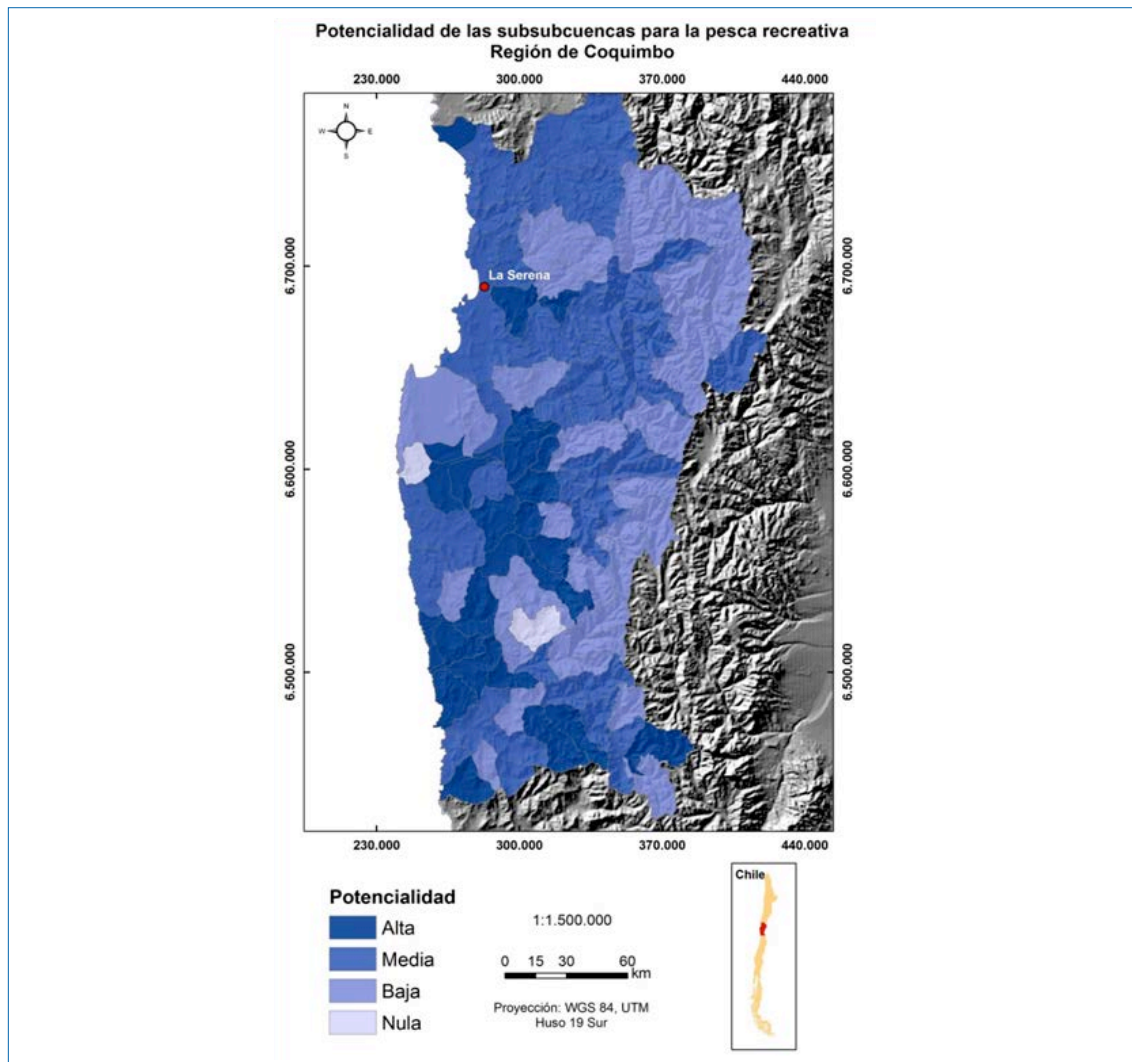 Potencialidad de las subsubcuencas para la pesca recreativa
Región de Coquimbo
230.000 300.000 370.000 440.000
N
W E
S
La Serena
6.700.000 6.700.000
6.600.000 6.600.000
6.500.000 6.500.000
230.000 300.000 370.000 440.000
Potencialidad
Alta
Media
Baja
Nula
1:1.500.000
0 15 30 60
km
Proyección: WGS 84, UTM
Huso 19 Sur
Chile